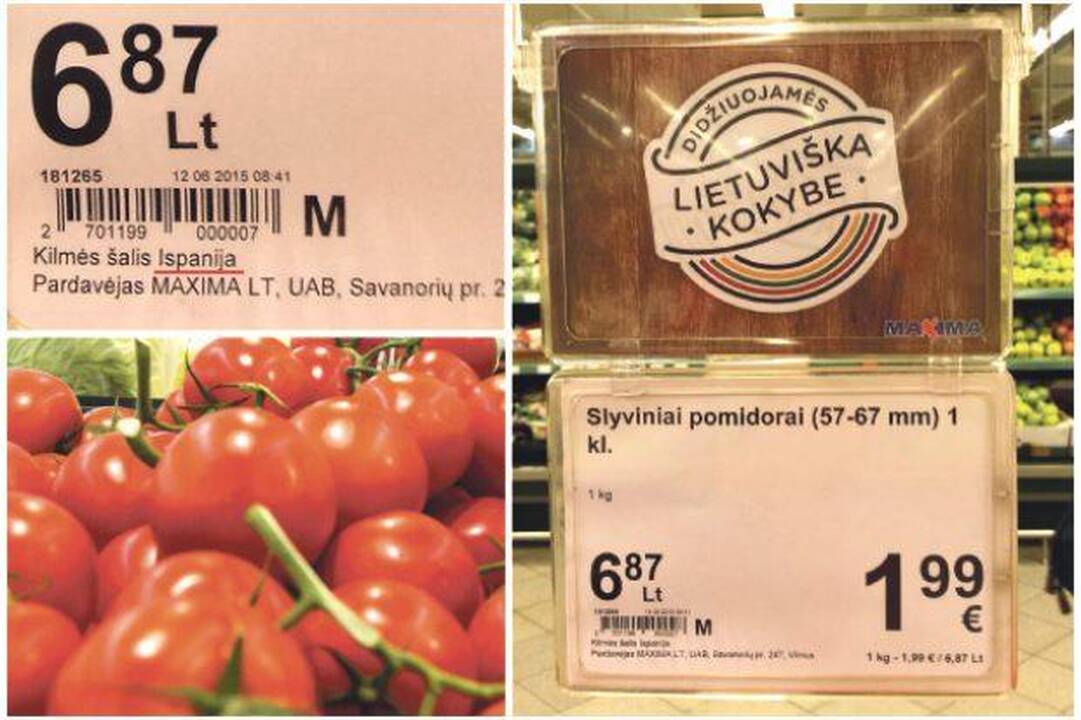 6 87
Lt
181265 12 06 2015 08:41
2 701199 000007 M
Kilmės šalis Ispanija
Pardavėjas MAXIMA LT, UAB, Savanorių pr. 2
DIDŽIUOJAMĖS
LIETUVIŠKA
· KOKYBE ·
MAXIMA
Slyviniai pomidorai (57-67 mm) 1
kl.
1 kg
6 87
Lt
1 99
€
M
Kilmės šalis Ispanija
Pardavėjas MAXIMA LT, UAB, Savanorių pr. 247, Vilnius
1 kg - 1,99 € / 6,87 Lt